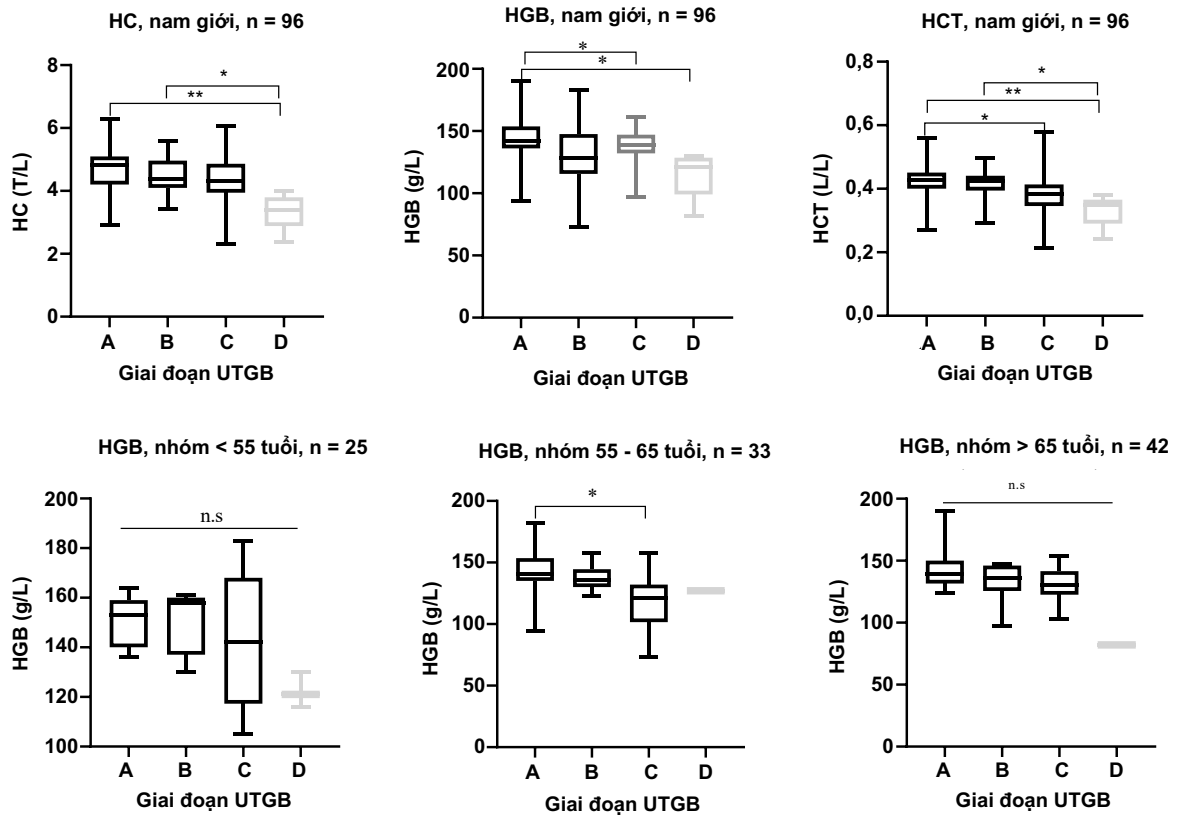 HC, nam giới, n = 96
8
6
4
2
0
HC (T/L)
*
**
A B C D
Giai đoạn UTGB
HGB, nam giới, n = 96
200
150
100
50
0
HGB (g/L)
*
*
A B C D
Giai đoạn UTGB
HCT, nam giới, n = 96
0,8
0,6
0,4
0,2
0,0
HCT (L/L)
*
**
*
A B C D
Giai đoạn UTGB
HGB, nhóm < 55 tuổi, n = 25
200
180
160
140
120
100
HGB (g/L)
n.s
A B C D
Giai đoạn UTGB
HGB, nhóm 55 - 65 tuổi, n = 33
200
150
100
50
0
HGB (g/L)
*
A B C D
Giai đoạn UTGB
HGB, nhóm > 65 tuổi, n = 42
200
150
100
50
0
HGB (g/L)
n.s
A B C D
Giai đoạn UTGB